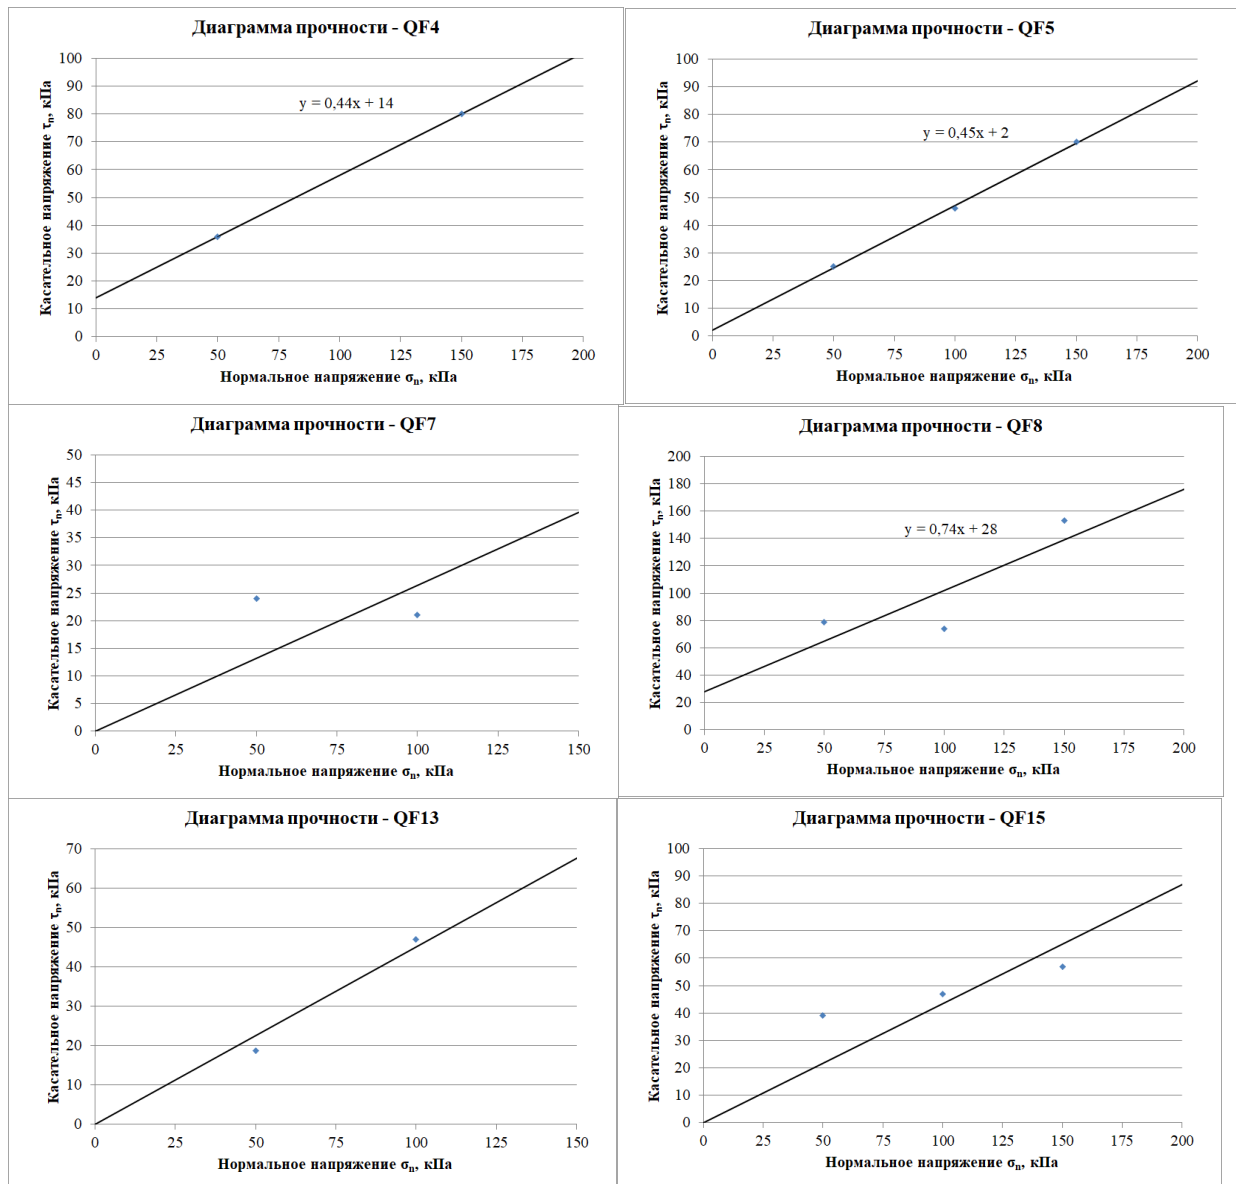 Диаграмма прочности - QF4
Касательное напряжение τn, кПа
100
90
80
70
60
50
40
30
20
10
0
y = 0,44x + 14
0 25 50 75 100 125 150 175 200
Нормальное напряжение σn, кПа
Диаграмма прочности - QF5
Касательное напряжение τn, кПа
100
90
80
70
60
50
40
30
20
10
0
y = 0,45x + 2
0 25 50 75 100 125 150 175 200
Нормальное напряжение σn, кПа
Диаграмма прочности - QF7
Касательное напряжение τn, кПа
50
45
40
35
30
25
20
15
10
5
0
0 25 50 75 100 125 150
Нормальное напряжение σn, кПа
Диаграмма прочности - QF8
Касательное напряжение τn, кПа
200
180
160
140
120
100
80
60
40
20
0
y = 0,74x + 28
0 25 50 75 100 125 150 175 200
Нормальное напряжение σn, кПа
Диаграмма прочности - QF13
Касательное напряжение τn, кПа
70
60
50
40
30
20
10
0
0 25 50 75 100 125 150
Нормальное напряжение σn, кПа
Диаграмма прочности - QF15
Касательное напряжение τn, кПа
100
90
80
70
60
50
40
30
20
10
0
0 25 50 75 100 125 150 175 200
Нормальное напряжение σn, кПа